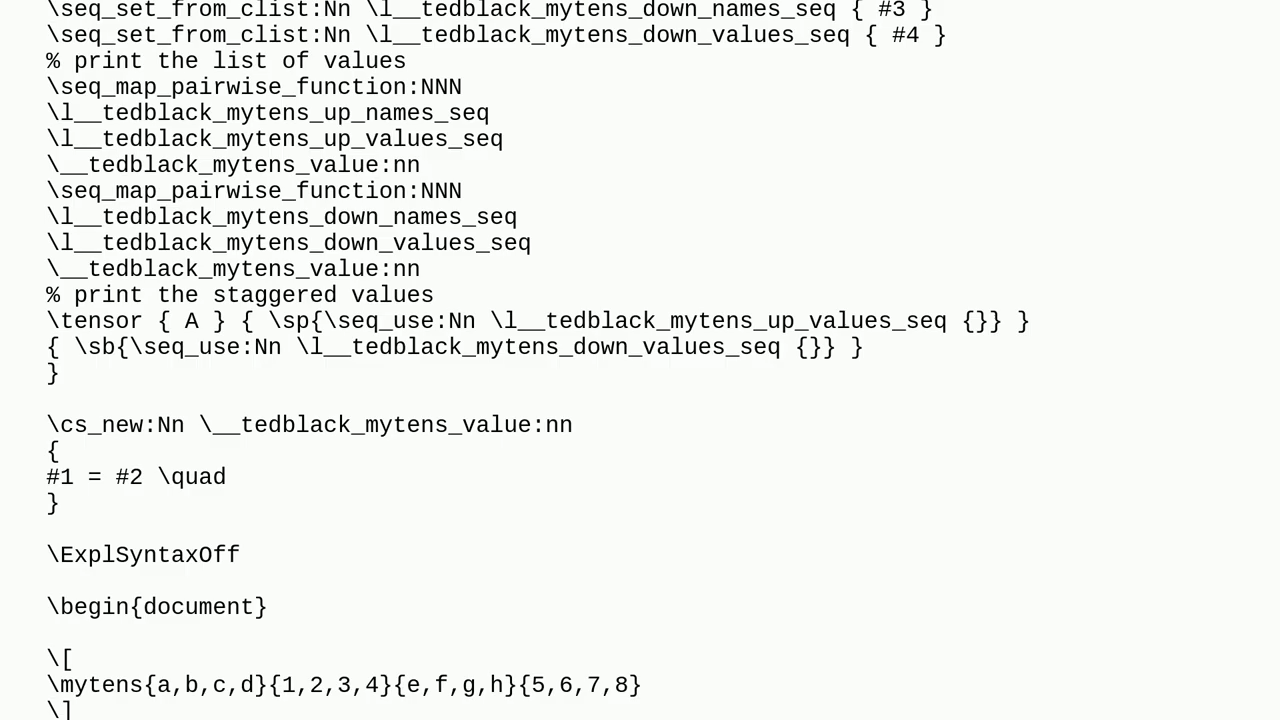 \seq_set_from_clist:Nn \l__tedblack_mytens_down_names_seq { #3 }
\seq_set_from_clist:Nn \l__tedblack_mytens_down_values_seq { #4 }
% print the list of values
\seq_map_pairwise_function:NNN
\l__tedblack_mytens_up_names_seq
\l__tedblack_mytens_up_values_seq
\__tedblack_mytens_value:nn
\seq_map_pairwise_function:NNN
\l__tedblack_mytens_down_names_seq
\l__tedblack_mytens_down_values_seq
\__tedblack_mytens_value:nn
% print the staggered values
\tensor { A } { \sp{\seq_use:Nn \l__tedblack_mytens_up_values_seq {}} }
{ \sb{\seq_use:Nn \l__tedblack_mytens_down_values_seq {}} }
}
\cs_new:Nn \__tedblack_mytens_value:nn
{
#1 = #2 \quad
}
\ExplSyntaxOff
\begin{document}
\[
\mytens{a,b,c,d}{1,2,3,4}{e,f,g,h}{5,6,7,8}
\]